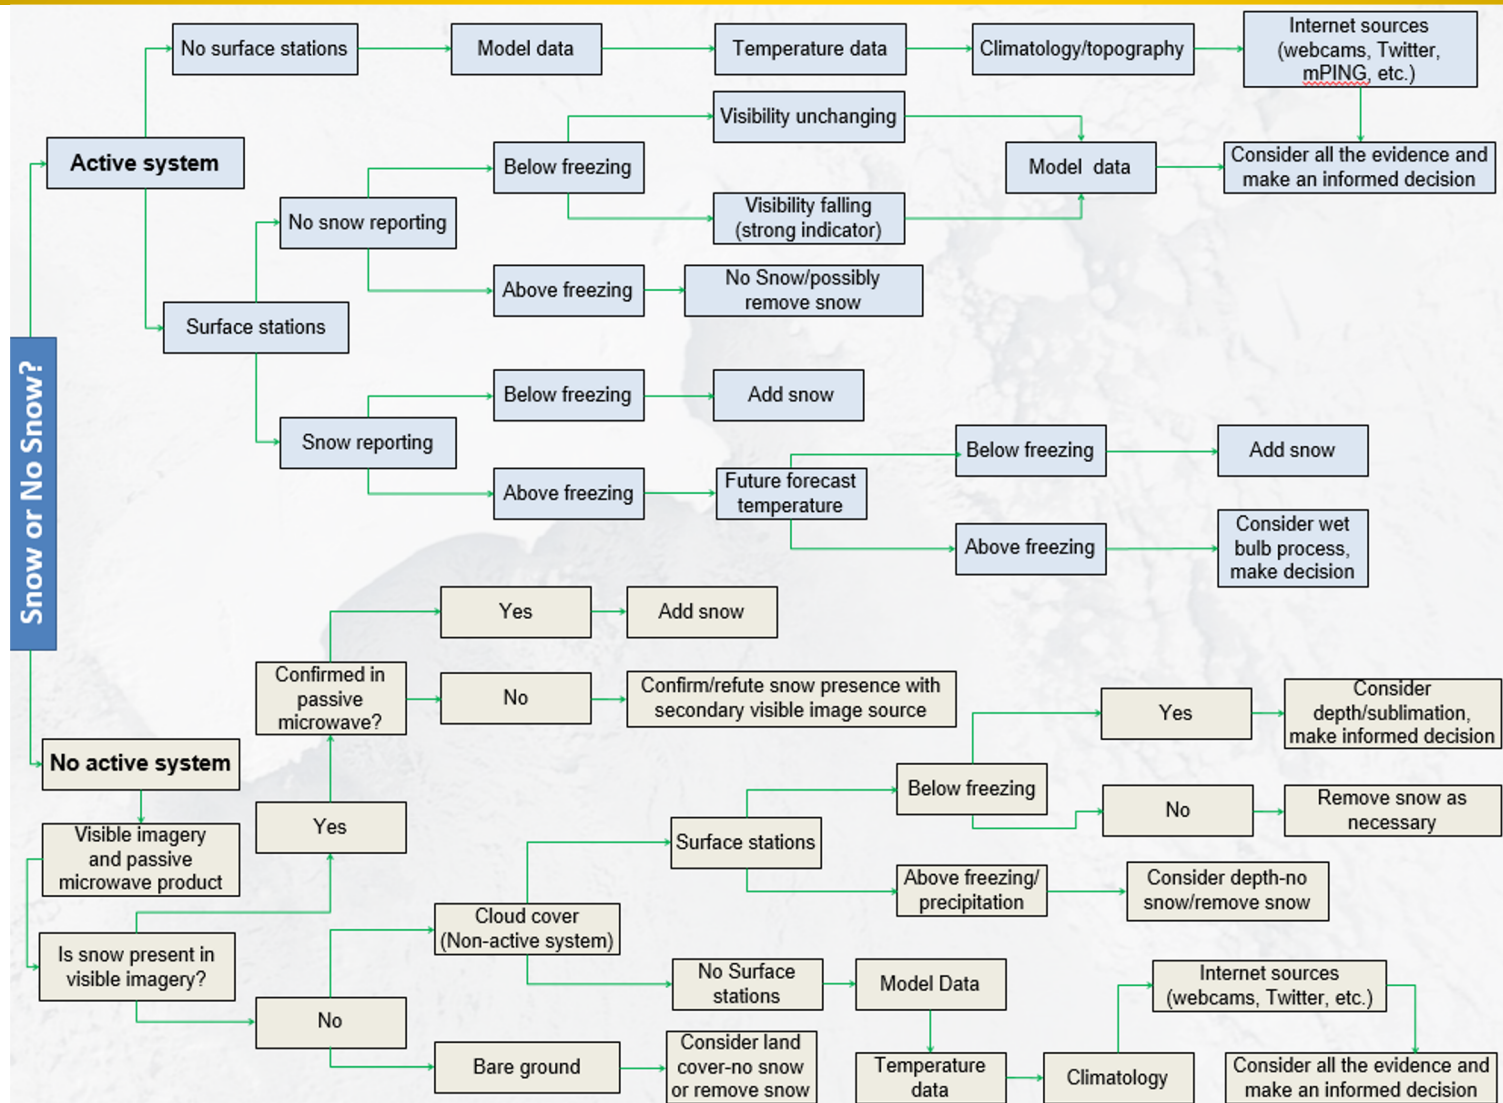 No surface stations
Model data
Temperature data
Climatology/topography
Internet sources
(webcams, Twitter,
mPING, etc.)
Visibility unchanging
Active system
Below freezing
Model  data
Consider all the evidence and
make an informed decision
No snow reporting
Visibility falling
(strong indicator)
Above freezing
No Snow/possibly
remove snow
Surface stations
Snow or No Snow?
Below freezing
Add snow
Snow reporting
Above freezing
Future forecast
temperature
Below freezing
Add snow
Above freezing
Consider wet
bulb process,
make decision
Yes
Add snow
Confirmed in
passive
microwave?
No
Confirm/refute snow presence with
secondary visible image source
Yes
Consider
depth/sublimation,
make informed decision
No active system
Below freezing
Yes
No
Remove snow as
necessary
Visible imagery
and passive
microwave product
Surface stations
Above freezing/
precipitation
Consider depth-no
snow/remove snow
Cloud cover
(Non-active system)
Is snow present in
visible imagery?
No Surface
stations
Model Data
Internet sources
(webcams, Twitter, etc.)
No
Bare ground
Consider land
cover-no snow
or remove snow
Temperature
data
Climatology
Consider all the evidence and
make an informed decision